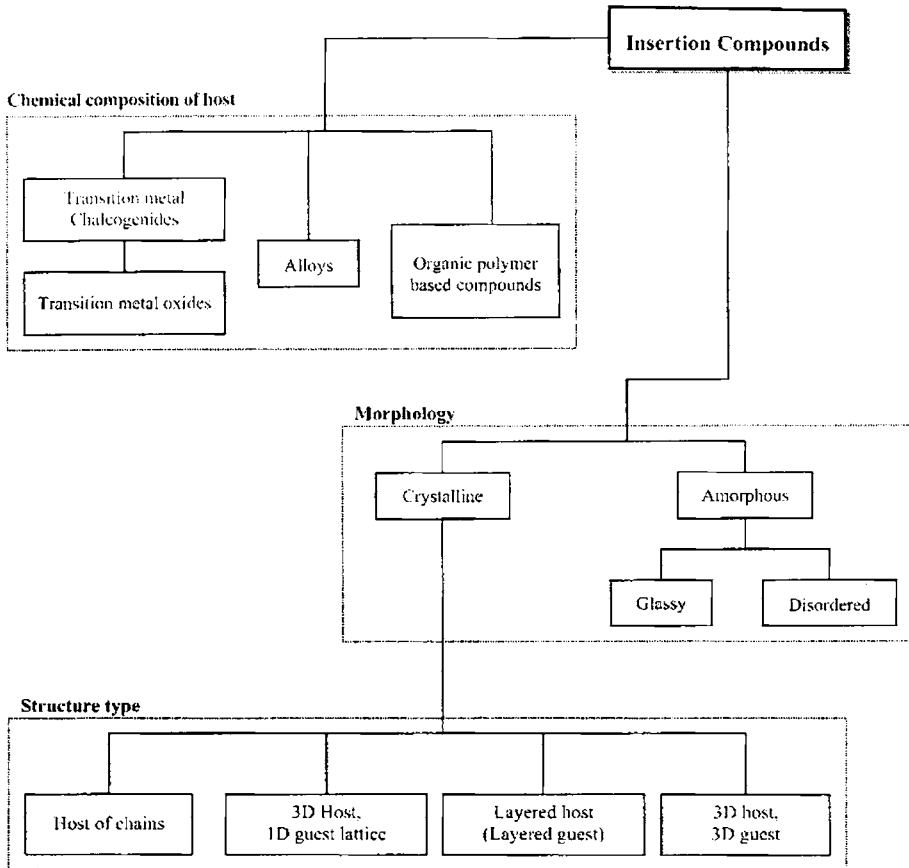 Insertion Compounds
Chemical composition of host
Transition metal
Chalcogenides
Alloys
Organic polymer
based compounds
Transition metal oxides
Morphology
Crystalline
Amorphous
Glassy
Disordered
Structure type
Host of chains
3D Host,
1D guest lattice
Layered host
(Layered guest)
3D host,
3D guest